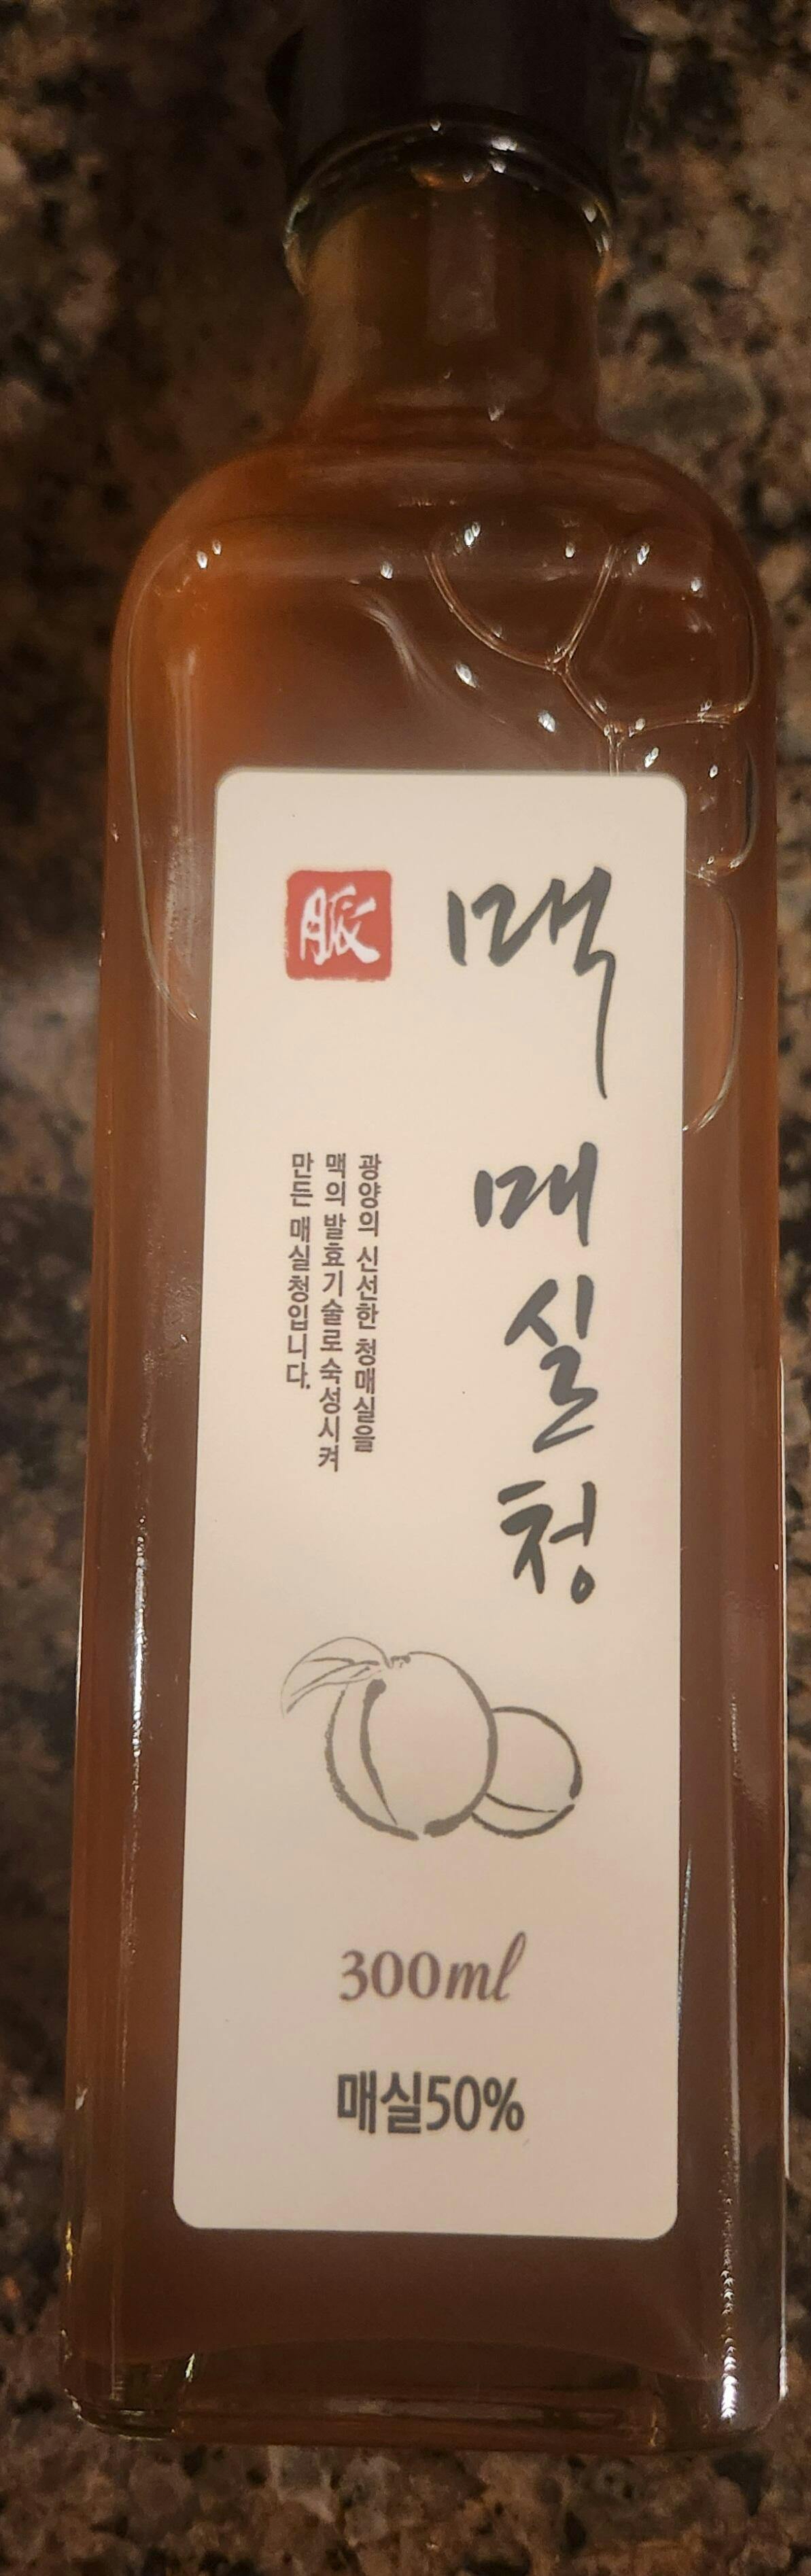 맥 매실청
脈
광양의 신선한 청매실을
맥의 발효기술로 숙성시켜
만든 매실청입니다.
300ml
매실50%